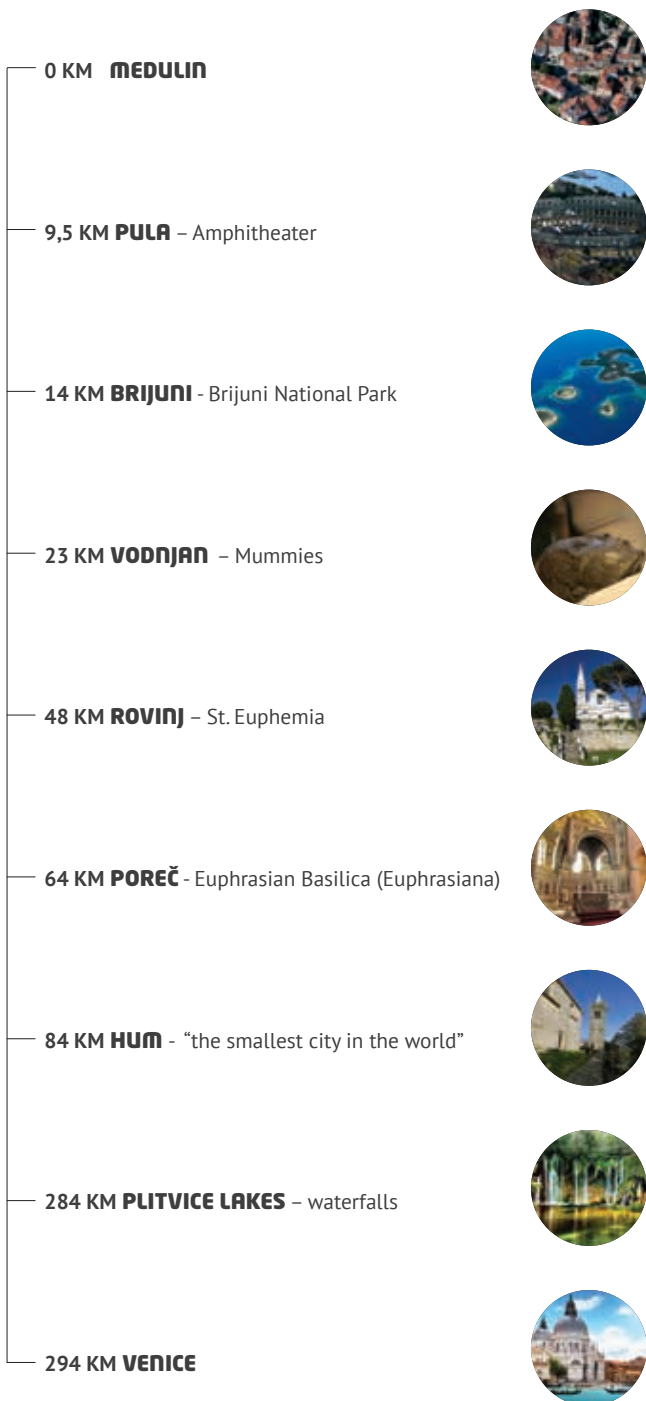 0 KM MEDULIN
9,5 KM PULA – Amphitheater
14 KM BRIJUNI - Brijuni National Park
23 KM VODNJAN – Mummies
48 KM ROVINJ – St. Euphemia
64 KM POREČ - Euphrasian Basilica (Euphrasiana)
84 KM HUM - “the smallest city in the world”
284 KM PLITVICE LAKES – waterfalls
294 KM VENICE